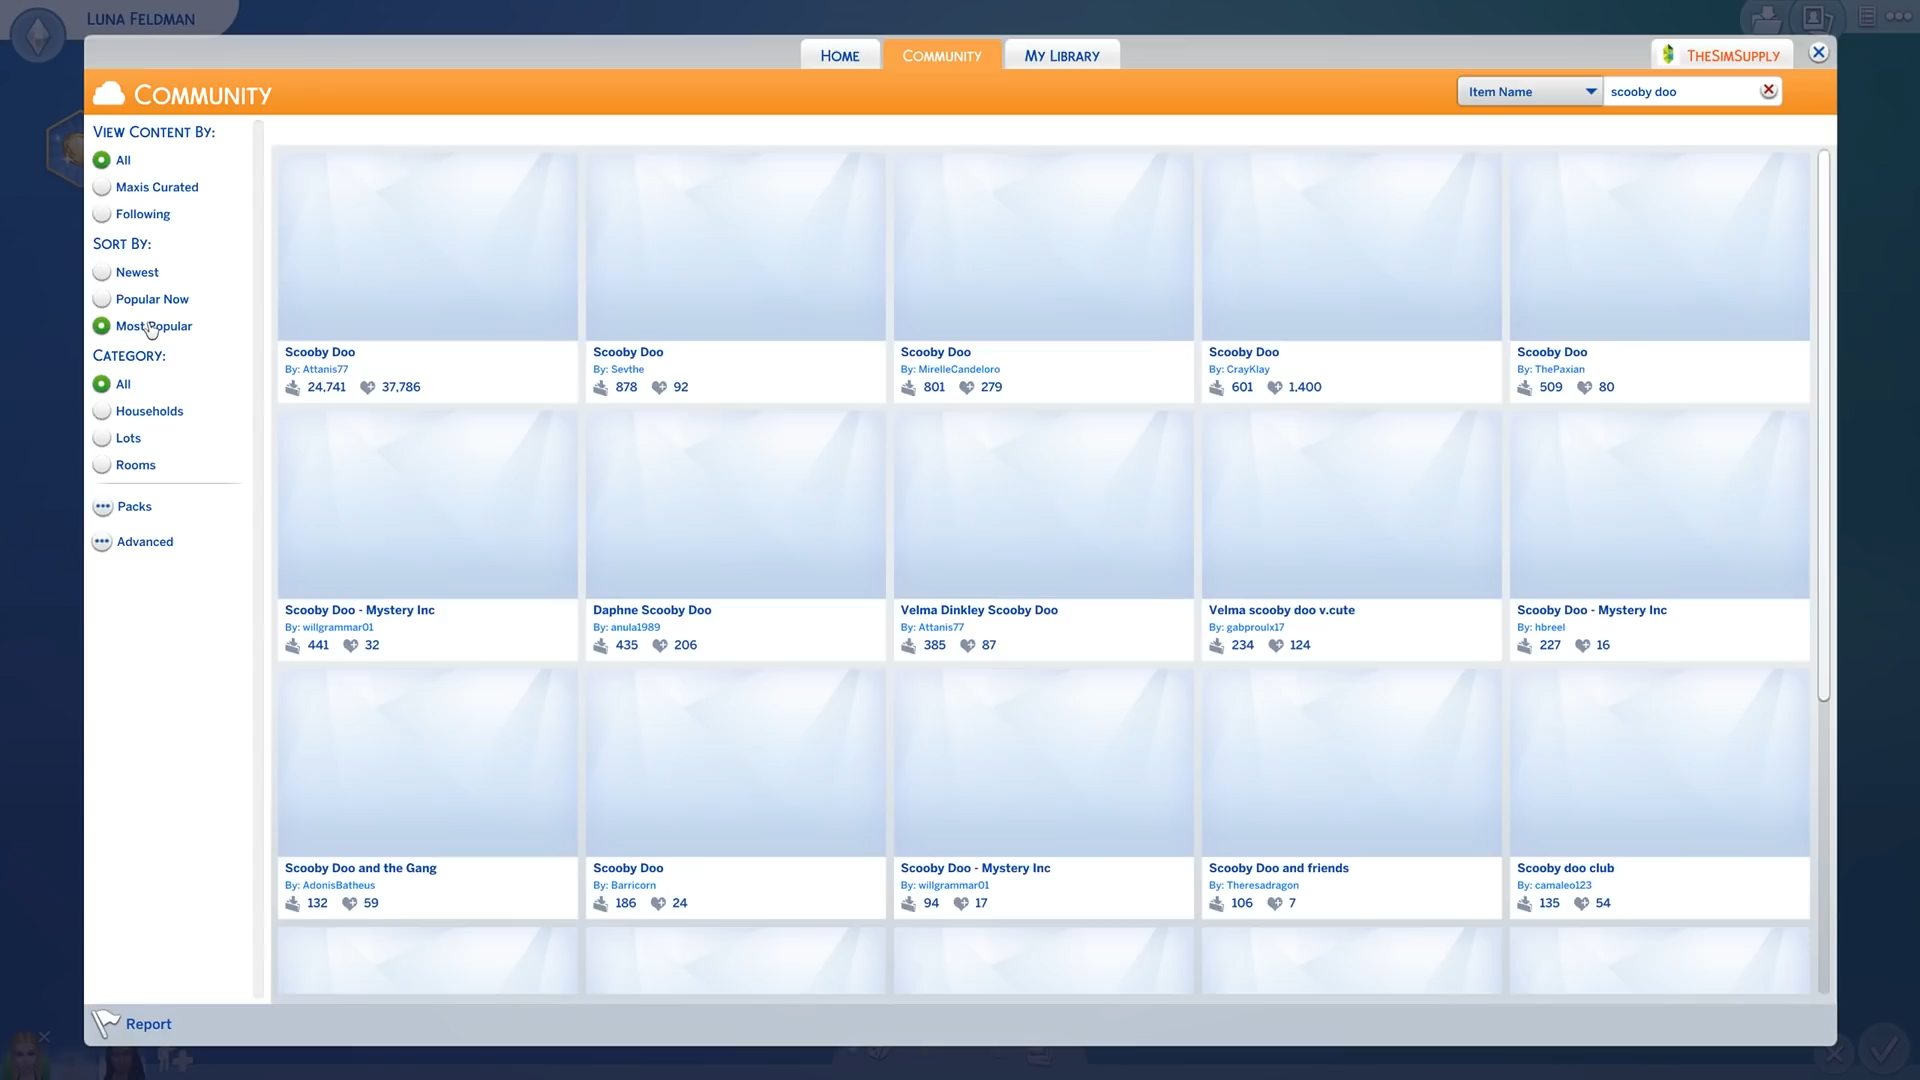 LUNA FELDMAN
HOME
COMMUNITY
MY LIBRARY
THESIMSUPPLY
COMMUNITY
Item Name
scooby doo
VIEW CONTENT BY:
All
Maxis Curated
Following
SORT BY:
Newest
Popular Now
Most Popular
CATEGORY:
All
Households
Lots
Rooms
Packs
Advanced
Scooby Doo
By: Attanis77
24,741 37,786
Scooby Doo
By: Sevthe
878 92
Scooby Doo
By: MirelleCandeloro
801 279
Scooby Doo
By: CrayKlay
601 1,400
Scooby Doo
By: ThePaxian
509 80
Scooby Doo - Mystery Inc
By: willgrammar01
441 32
Daphne Scooby Doo
By: anula1989
435 206
Velma Dinkley Scooby Doo
By: Attanis77
385 87
Velma scooby doo v.cute
By: gabproulx17
234 124
Scooby Doo - Mystery Inc
By: hbreel
227 16
Scooby Doo and the Gang
By: AdonisBatheus
132 59
Scooby Doo
By: Barricorn
186 24
Scooby Doo - Mystery Inc
By: willgrammar01
94 17
Scooby Doo and friends
By: Theresadragon
106 7
Scooby doo club
By: camaleo123
135 54
Report